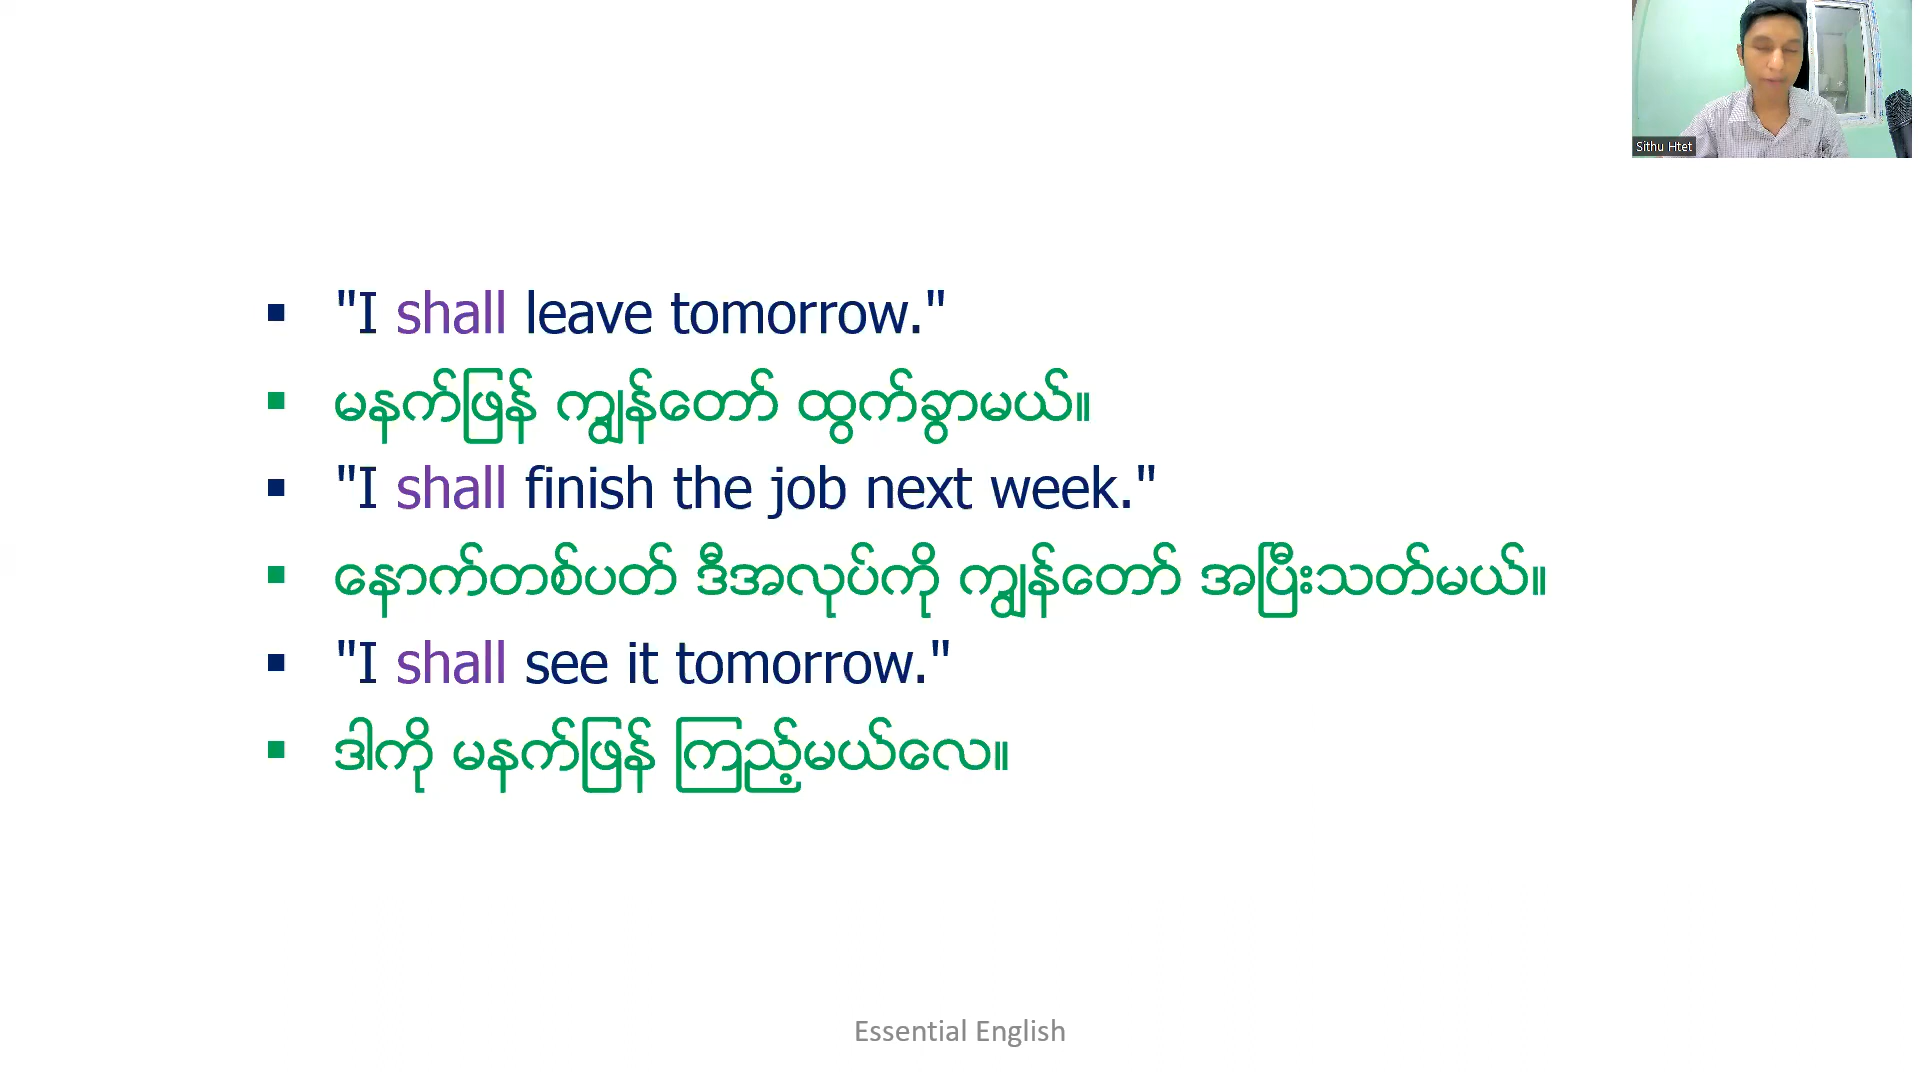 Sithu Htet
▪ "I shall leave tomorrow."
▪ မနက်ဖြန် ကျွန်တော် ထွက်ခွာမယ်။
▪ "I shall finish the job next week."
▪ နောက်တစ်ပတ် ဒီအလုပ်ကို ကျွန်တော် အပြီးသတ်မယ်။
▪ "I shall see it tomorrow."
▪ ဒါကို မနက်ဖြန် ကြည့်မယ်လေ။
Essential English